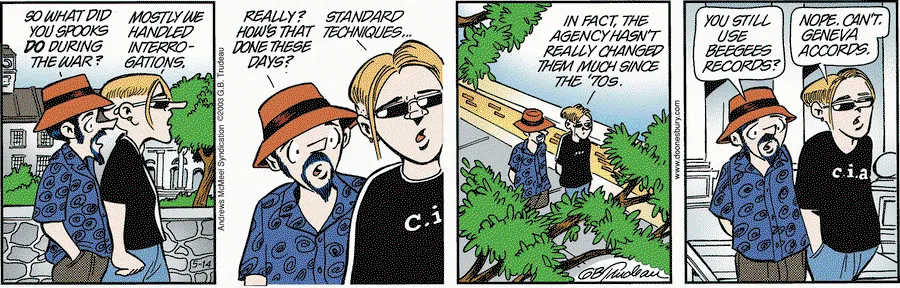 SO WHAT DID
YOU SPOOKS
DO DURING
THE WAR?
MOSTLY WE
HANDLED
INTERRO-
GATIONS.
5-14
Andrews McMeel Syndication ©2003 G.B. Trudeau
REALLY?
HOW'S THAT
DONE THESE
DAYS?
STANDARD
TECHNIQUES...
c.i
IN FACT, THE
AGENCY HASN'T
REALLY CHANGED
THEM MUCH SINCE
THE '70S.
GBTrudeau
www.doonesbury.com
YOU STILL
USE
BEEGEES
RECORDS?
NOPE. CAN'T.
GENEVA
ACCORDS.
c.i.a